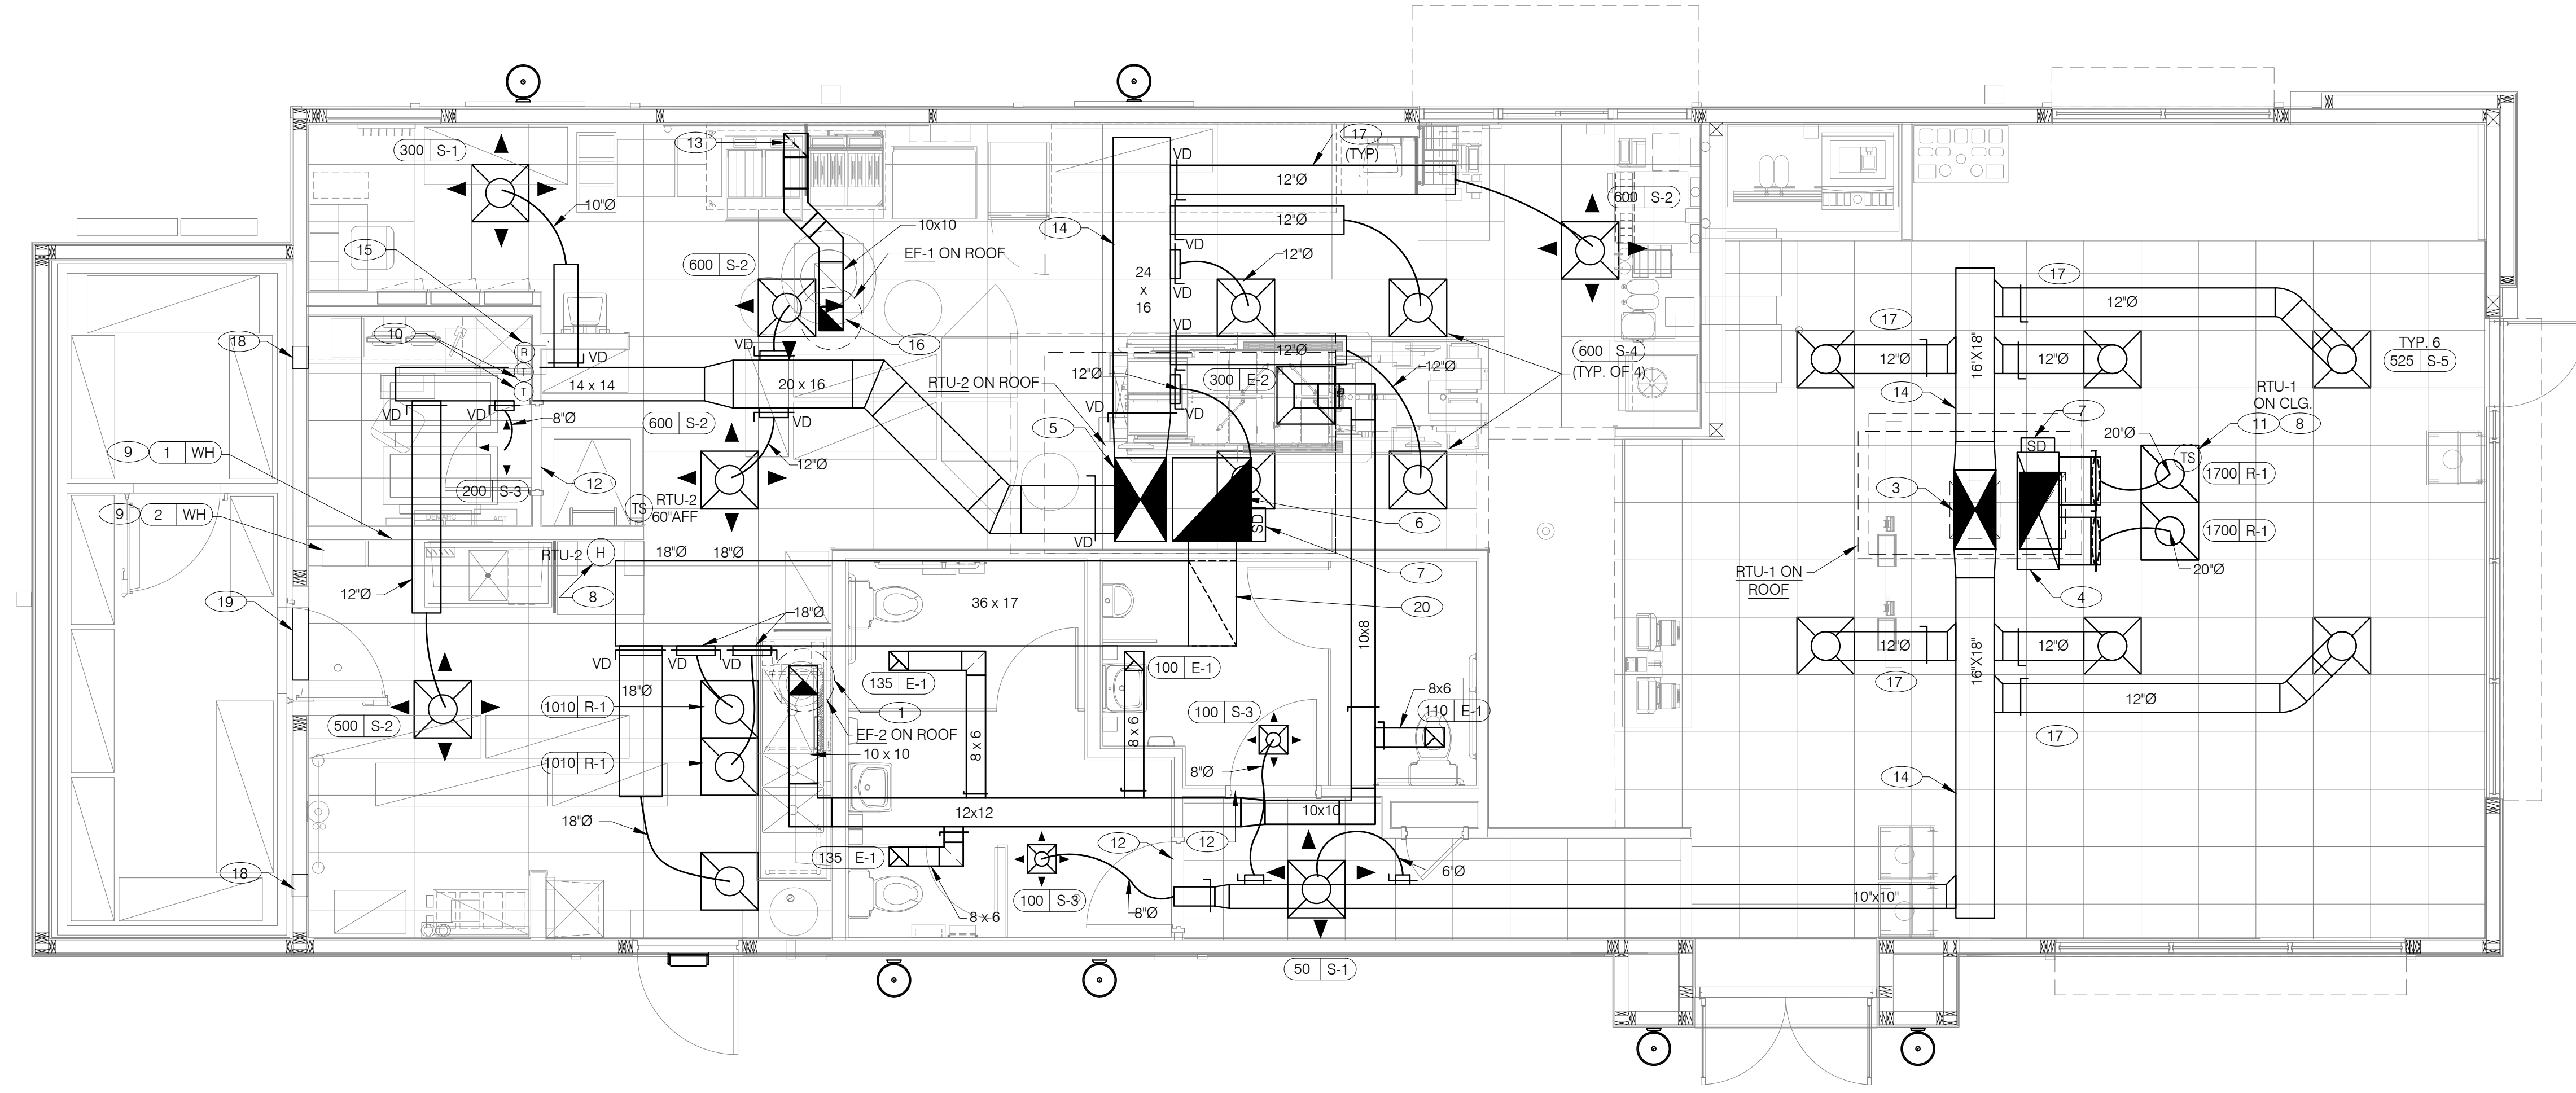 300 S-1
10"Ø
13
10x10
EF-1 ON ROOF
600 S-2
15
10
18
16
VD
17
(TYP)
VD
12"Ø
12"Ø
14
VD
12"Ø
VD
24
x
16
600 S-2
VD
12"Ø
600 S-4
(TYP. OF 4)
12"Ø
R
T
T
VD
14 x 14
VD
20 x 16
RTU-2 ON ROOF
12"Ø
300 E-2
VD
VD
VD
VD
8"Ø
600 S-2
VD
5
9
1 WH
12"Ø
200 S-3
12
TS
RTU-2
60"AFF
DEMARC
ADT
9
2 WH
6
SD
VD
7
RTU-2
H
18"Ø
18"Ø
8
12"Ø
19
36 x 17
20
18"Ø
VD
VD
VD
18"Ø
10x8
135 E-1
100 E-1
1010 R-1
1
EF-2 ON ROOF
10 x 10
1010 R-1
8 x 6
8 x 6
100 S-3
8"Ø
8x6
110 E-1
500 S-2
12x12
10x10
18"Ø
135 E-1
12
12
18
8 x 6
100 S-3
8"Ø
6"Ø
10"x10"
50 S-1
17
12"Ø
17
16"X18"
12"Ø
12"Ø
TYP. 6
525 S-5
14
7
RTU-1
ON CLG.
11
8
20"Ø
SD
TS
1700 R-1
3
1700 R-1
20"Ø
RTU-1 ON
ROOF
4
12"Ø
12"Ø
16"X18"
17
12"Ø
17
14